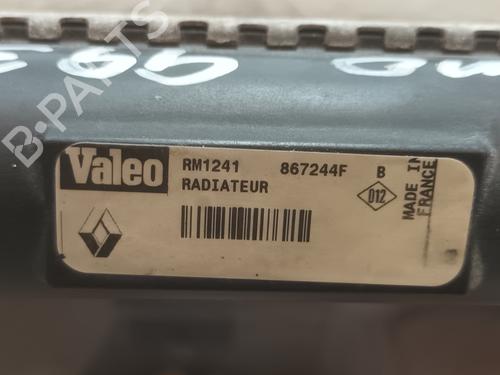 Valeo
RM1241 867244F B
RADIATEUR
D12
MADE IN
FRANCE
B-PARTS